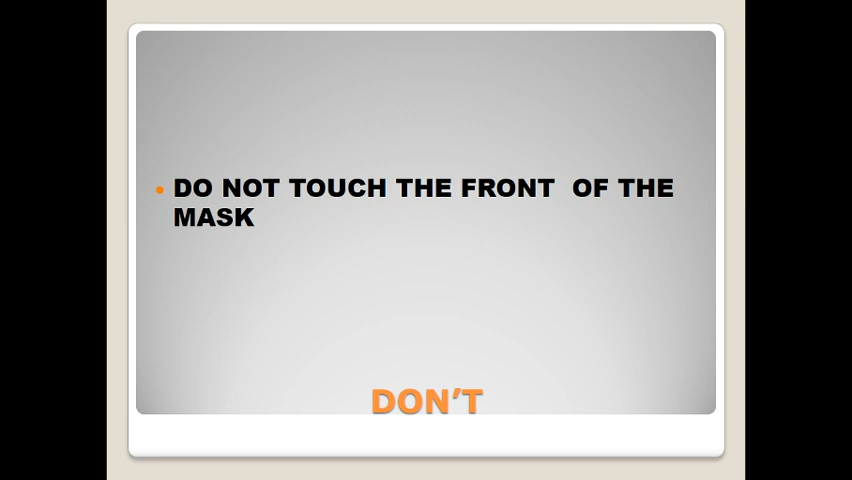 • DO NOT TOUCH THE FRONT  OF THE
MASK
DON’T